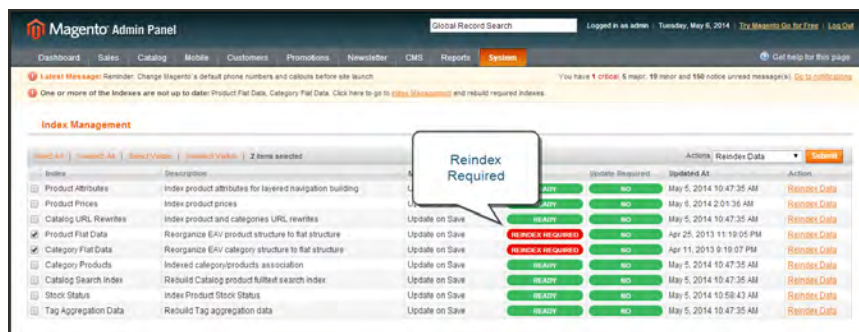 Magento Admin Panel
Global Record Search
Logged in as admin | Tuesday, May 6, 2014 | Try Magento Go for Free | Log Out
Dashboard Sales Catalog Mobile Customers Promotions Newsletter CMS Reports System
Get help for this page
Latest Message: Reminder: Change Magento's default phone numbers and callouts before site launch
You have 1 critical, 5 major, 19 minor and 150 notice unread message(s). Go to notifications
One or more of the Indexes are not up to date: Product Flat Data, Category Flat Data. Click here to go to Index Management and rebuild required indexes.
Index Management
Select All | Unselect All | Select Visible | Unselect Visible | 2 items selected
Actions Reindex Data Submit
Reindex
Required
Index Description Update Required Updated At Action
Product Attributes Index product attributes for layered navigation building READY NO May 5, 2014 10:47:35 AM Reindex Data
Product Prices Index product prices READY NO May 6, 2014 2:01:36 AM Reindex Data
Catalog URL Rewrites Index product and categories URL rewrites Update on Save READY NO May 5, 2014 10:47:35 AM Reindex Data
Product Flat Data Reorganize EAV product structure to flat structure Update on Save REINDEX REQUIRED NO Apr 25, 2013 11:19:05 PM Reindex Data
Category Flat Data Reorganize EAV category structure to flat structure Update on Save REINDEX REQUIRED NO Apr 11, 2013 9:19:07 PM Reindex Data
Category Products Indexed category/products association Update on Save READY NO May 5, 2014 10:47:35 AM Reindex Data
Catalog Search Index Rebuild Catalog product fulltext search index Update on Save READY NO May 5, 2014 10:47:35 AM Reindex Data
Stock Status Index Product Stock Status Update on Save READY NO May 5, 2014 10:58:43 AM Reindex Data
Tag Aggregation Data Rebuild Tag aggregation data Update on Save READY NO May 5, 2014 10:47:35 AM Reindex Data